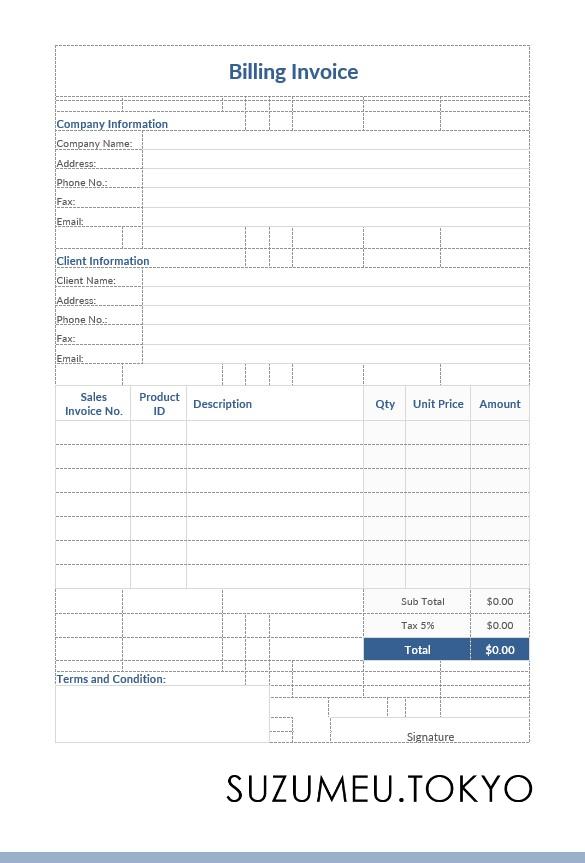 Billing Invoice
Company Information
Company Name:
Address:
Phone No.:
Fax:
Email:
Client Information
Client Name:
Address:
Phone No.:
Fax:
Email:
Sales Invoice No. Product ID Description Qty Unit Price Amount
Sub Total $0.00
Tax 5% $0.00
Total $0.00
Terms and Condition:
Signature
SUZUMEU.TOKYO